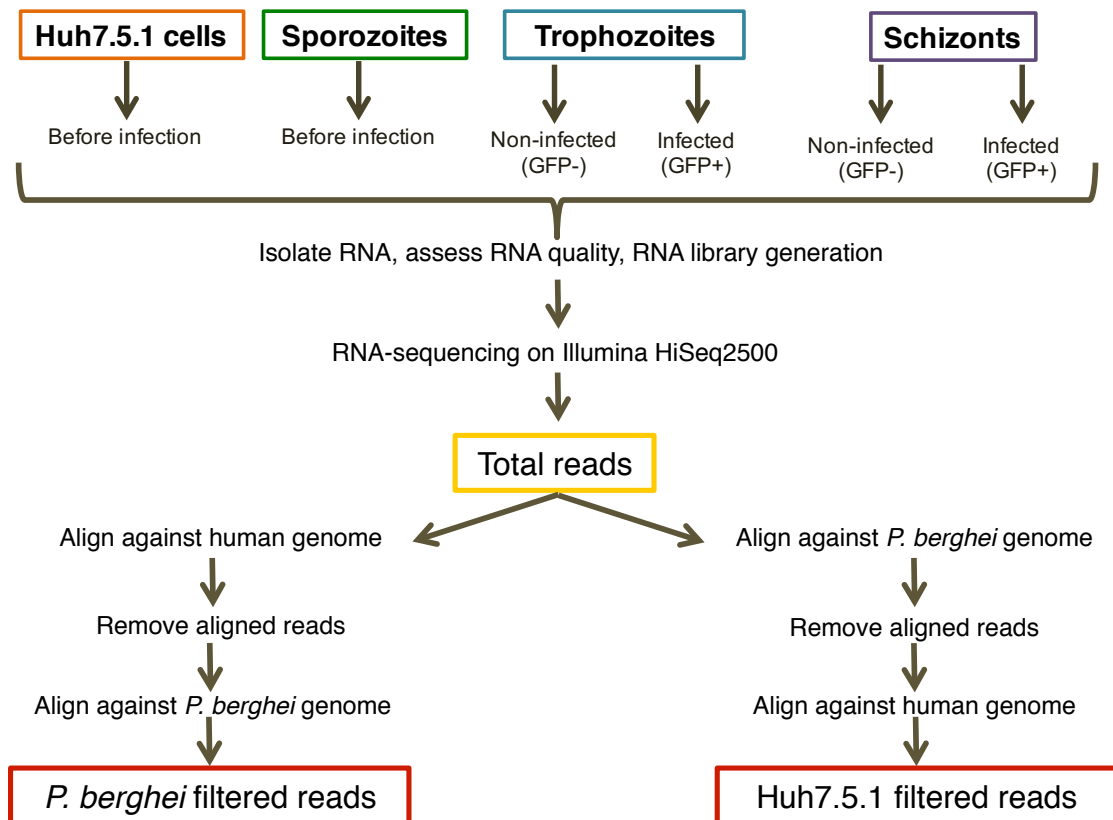 Huh7.5.1 cells
Sporozoites
Trophozoites
Schizonts
Before infection
Before infection
Non-infected
(GFP-)
Infected
(GFP+)
Non-infected
(GFP-)
Infected
(GFP+)
Isolate RNA, assess RNA quality, RNA library generation
RNA-sequencing on Illumina HiSeq2500
Total reads
Align against human genome
Remove aligned reads
Align against P. berghei genome
P. berghei filtered reads
Align against P. berghei genome
Remove aligned reads
Align against human genome
Huh7.5.1 filtered reads